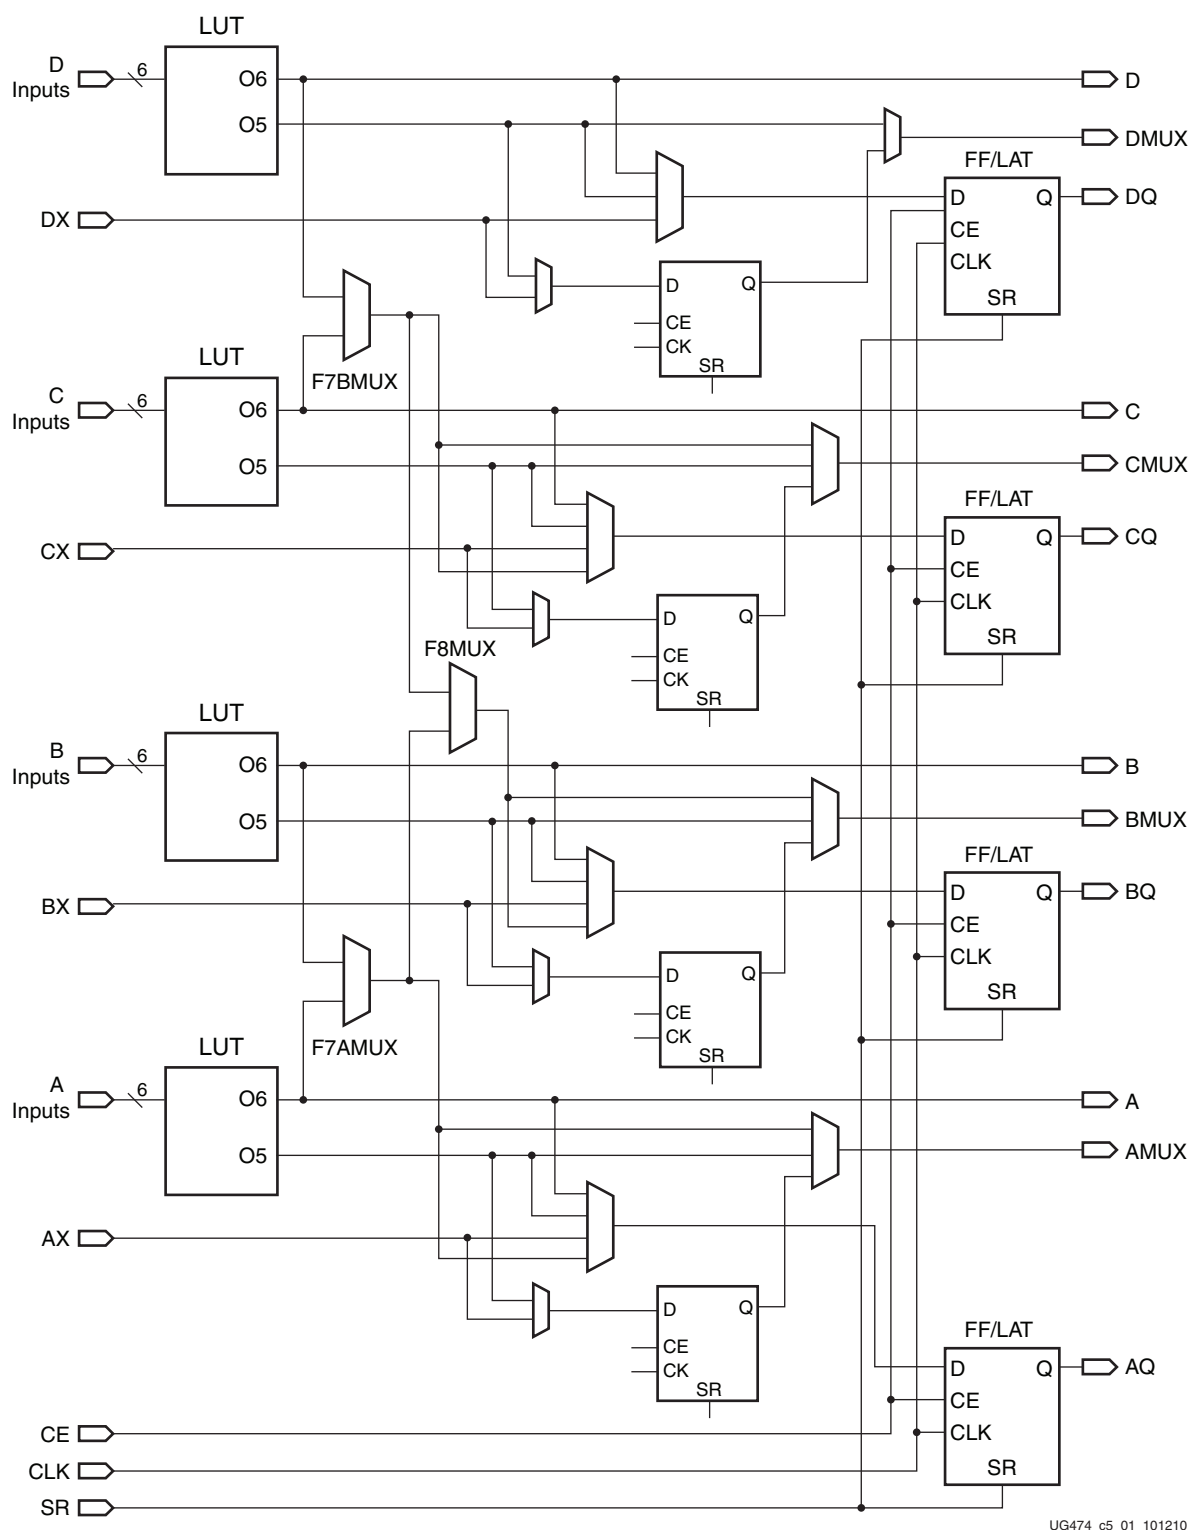 LUT
D
Inputs
6
O6
D
O5
DMUX
FF/LAT
D
Q
DQ
DX
CE
CLK
D
Q
SR
CE
CK
SR
LUT
F7BMUX
C
Inputs
6
O6
C
O5
CMUX
FF/LAT
D
Q
CQ
CX
CE
CLK
D
Q
SR
F8MUX
CE
CK
SR
LUT
B
Inputs
6
O6
B
O5
BMUX
FF/LAT
D
Q
BQ
BX
CE
CLK
D
Q
SR
CE
CK
SR
LUT
F7AMUX
A
Inputs
6
O6
A
O5
AMUX
AX
D
Q
FF/LAT
CE
D
Q
AQ
CK
SR
CE
CE
CLK
CLK
SR
SR
UG474_c5_01_101210